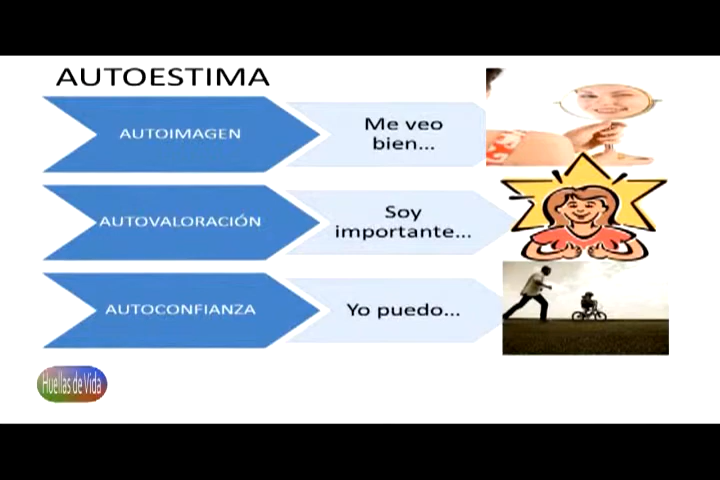 AUTOESTIMA
AUTOIMAGEN
Me veo
bien...
AUTOVALORACIÓN
Soy
importante...
AUTOCONFIANZA
Yo puedo...
Huellas de Vida